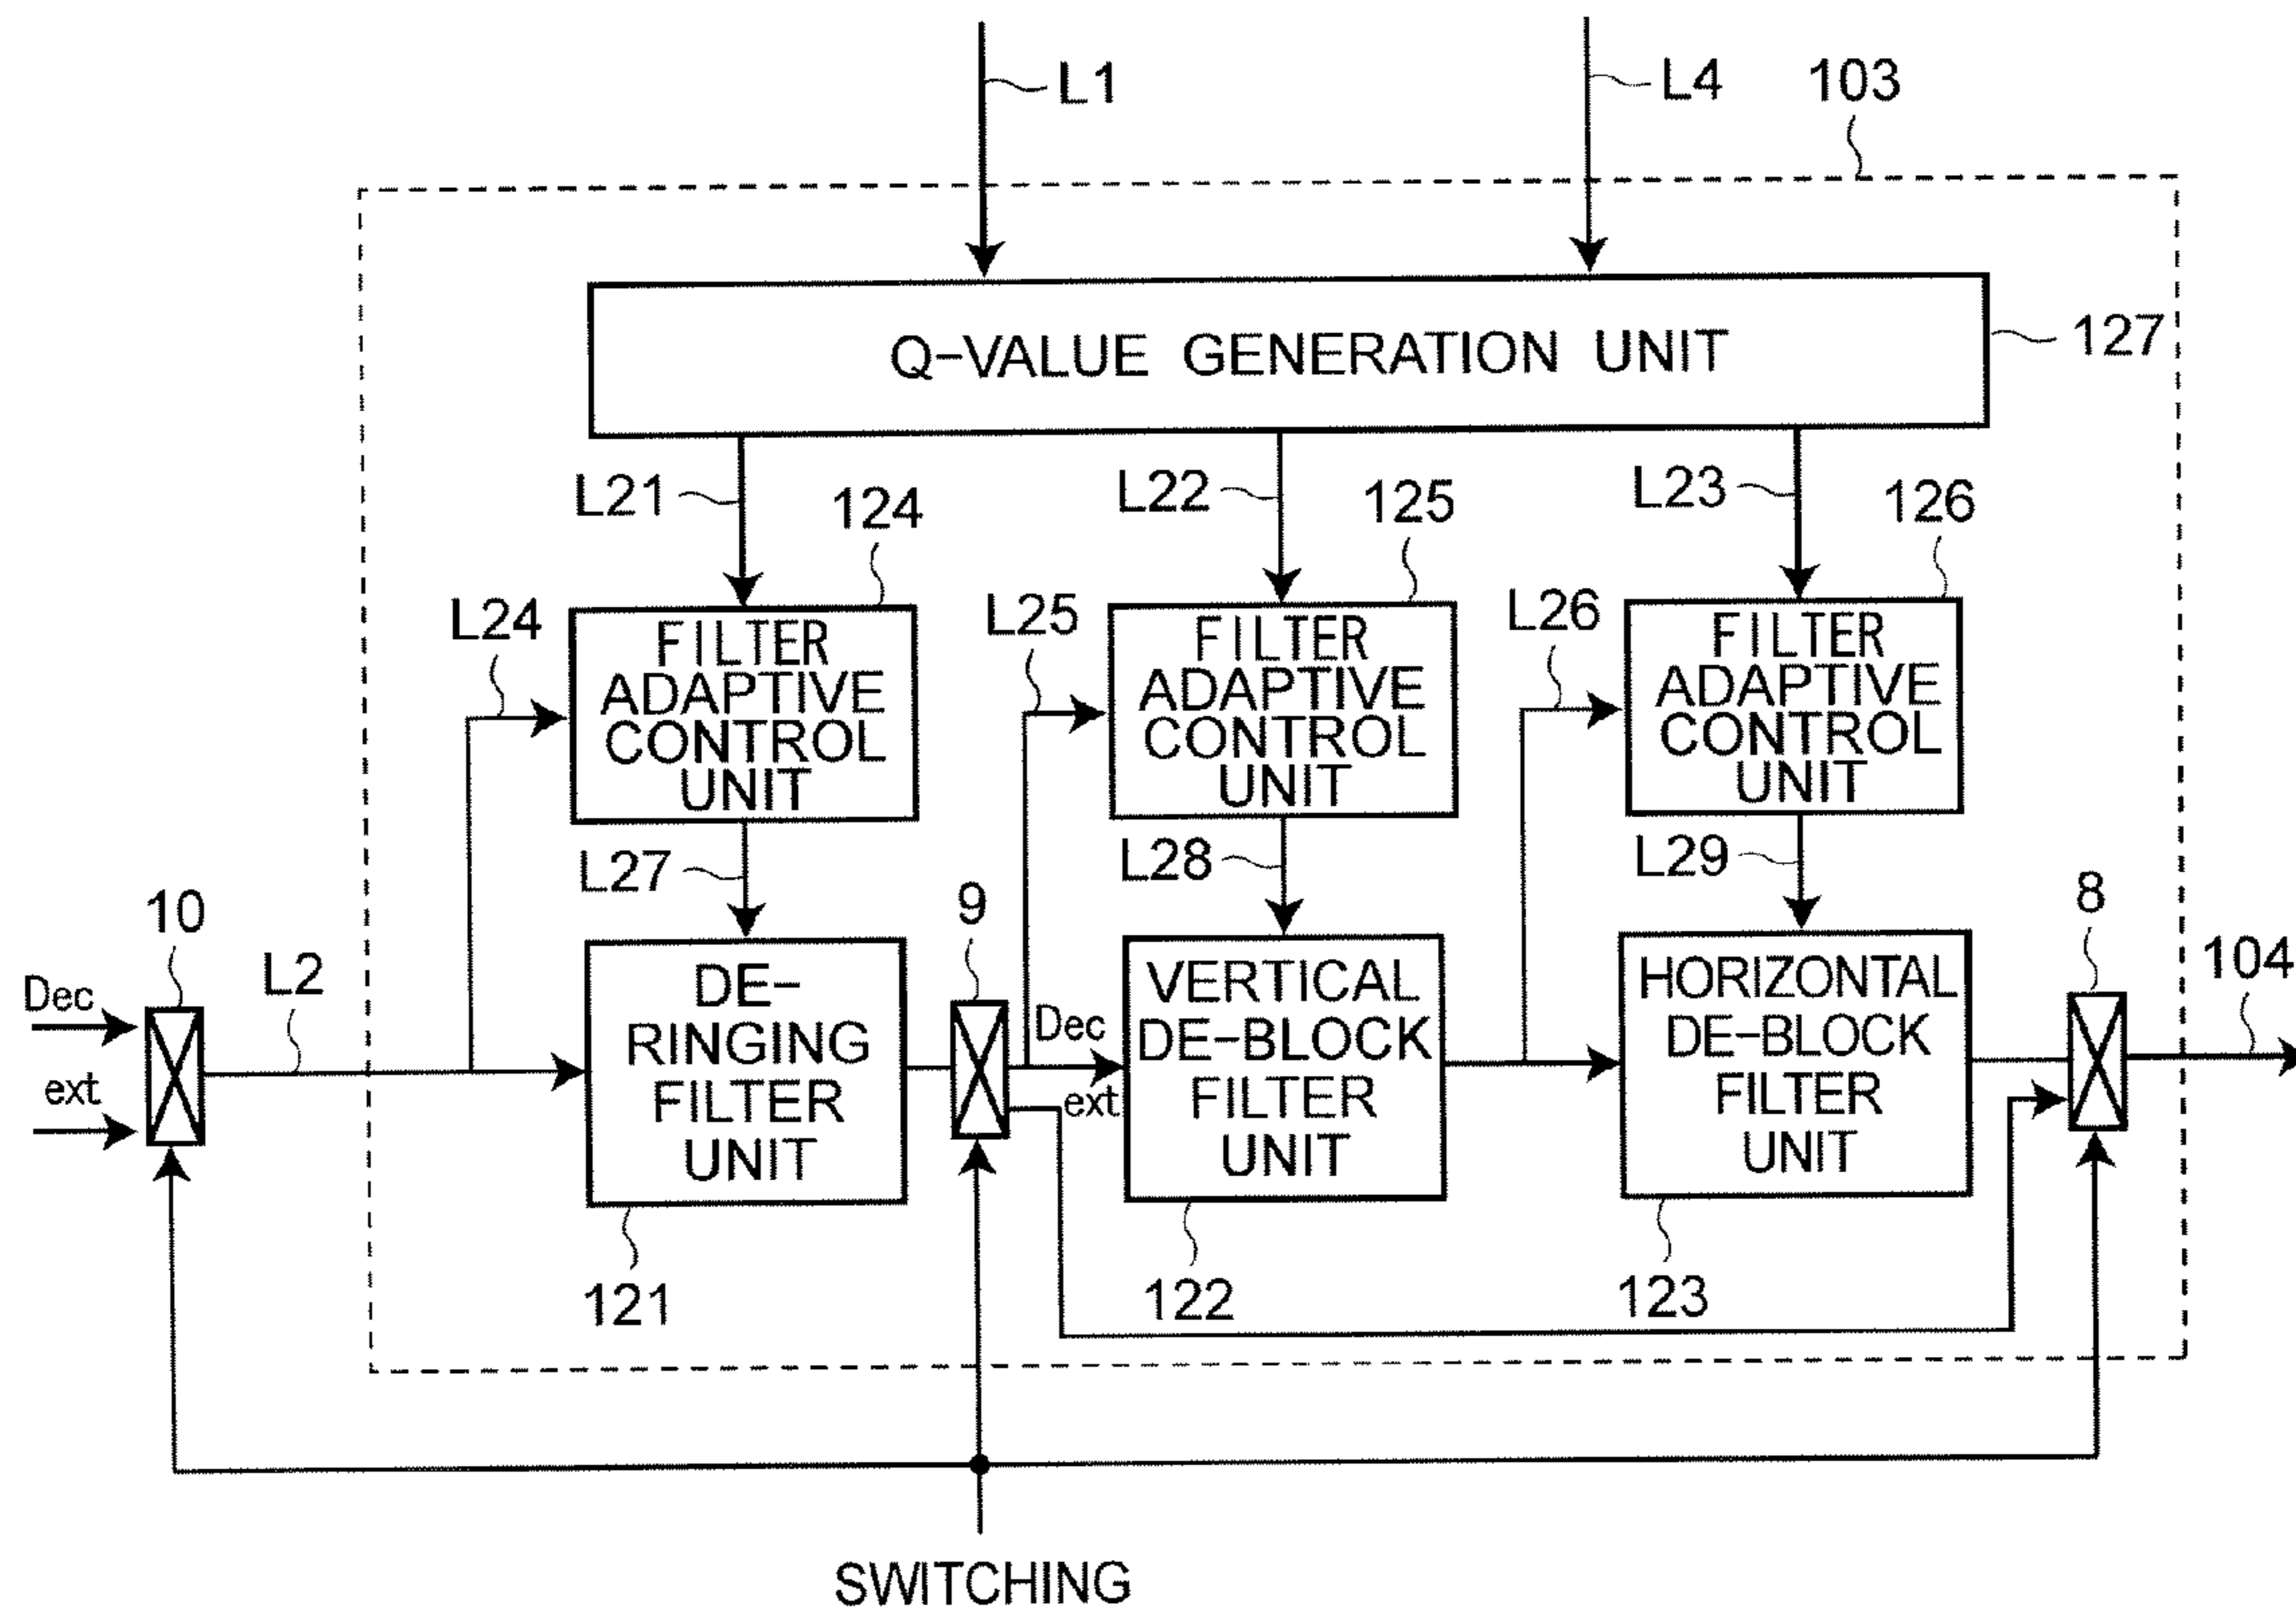 L1
L4
103
Q-VALUE GENERATION UNIT
127
L21
124
L22
125
L23
126
L24
FILTER
ADAPTIVE
CONTROL
UNIT
L25
FILTER
ADAPTIVE
CONTROL
UNIT
L26
FILTER
ADAPTIVE
CONTROL
UNIT
L27
L28
L29
10
Dec
ext
L2
DE-
RINGING
FILTER
UNIT
9
Dec
ext
VERTICAL
DE-BLOCK
FILTER
UNIT
HORIZONTAL
DE-BLOCK
FILTER
UNIT
8
104
121
122
123
SWITCHING